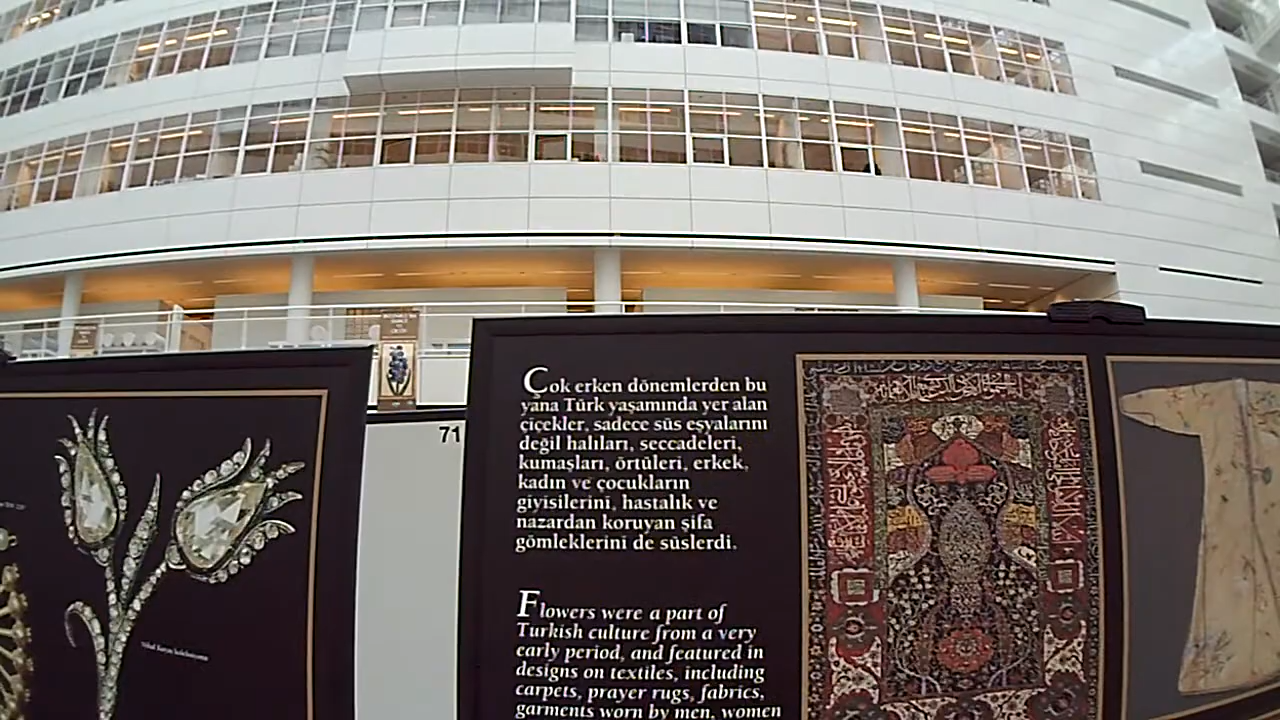 71
Çok erken dönemlerden bu
yana Türk yaşamında yer alan
çiçekler, sadece süs eşyalarını
değil halıları, seccadeleri,
kumaşları, örtüleri, erkek,
kadın ve çocukların
giyisilerini, hastalık ve
nazardan koruyan şifa
gömleklerini de süslerdi.
Flowers were a part of
Turkish culture from a very
early period, and featured in
designs on textiles, including
carpets, prayer rugs, fabrics,
garments worn by men, women